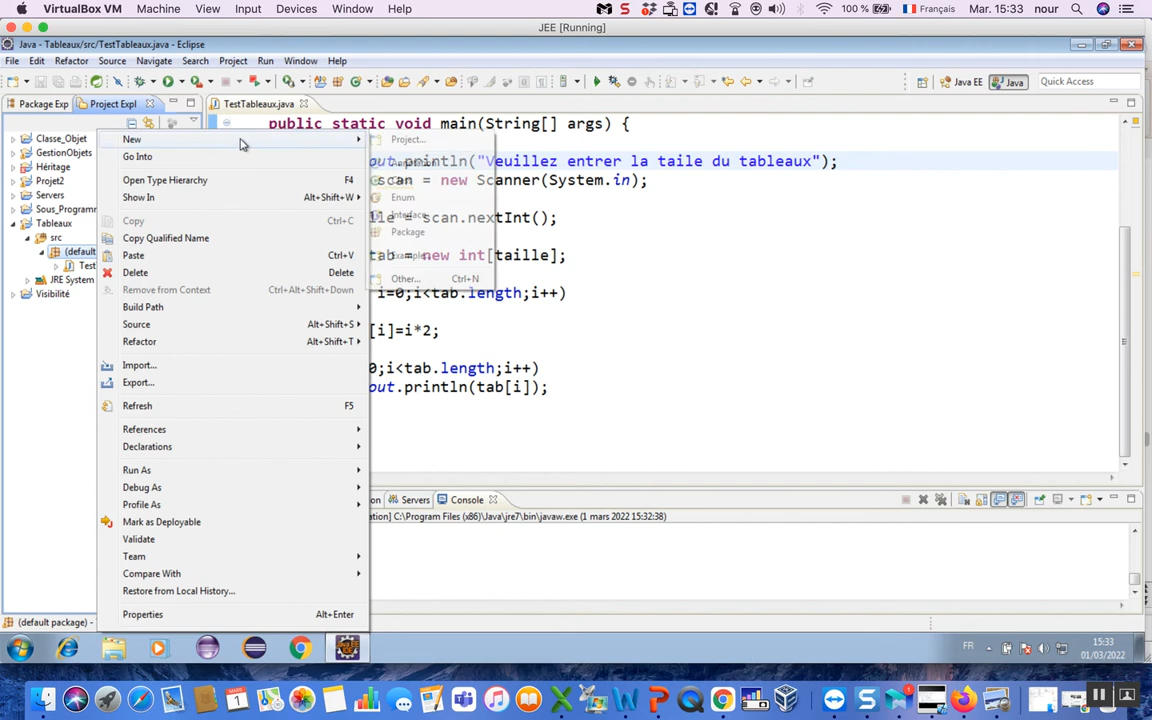 VirtualBox VM Machine View Input Devices Window Help 100 % Français Mar. 15:33 nour
JEE [Running]
Java - Tableaux/src/TestTableaux.java - Eclipse
File Edit Refactor Source Navigate Search Project Run Window Help
Java EE Java Quick Access
Package Exp Project Expl TestTableaux.java
Classe_Objet
GestionObjets
Héritage
Projet2
Servers
Sous_Programm
Tableaux
src
(default
Test
JRE System
Visibilité
New
Go Into
Open Type Hierarchy F4
Show In Alt+Shift+W
Copy Ctrl+C
Copy Qualified Name
Paste Ctrl+V
Delete Delete
Remove from Context Ctrl+Alt+Shift+Down
Build Path
Source Alt+Shift+S
Refactor Alt+Shift+T
Import...
Export...
Refresh F5
References
Declarations
Run As
Debug As
Profile As
Mark as Deployable
Validate
Team
Compare With
Restore from Local History...
Properties Alt+Enter
Project...
Annotation
Enum
Interface
Package
Example...
Other... Ctrl+N
public static void main(String[] args) {
out.println("Veuillez entrer la taile du tableaux");
scan = new Scanner(System.in);
lle = scan.nextInt();
tab = new int[taille];
i=0;i<tab.length;i++)
[i]=i*2;
0;i<tab.length;i++)
out.println(tab[i]);
on Servers Console
ation] C:\Program Files (x86)\Java\jre7\bin\javaw.exe (1 mars 2022 15:32:38)
(default package)
FR 15:33
01/03/2022